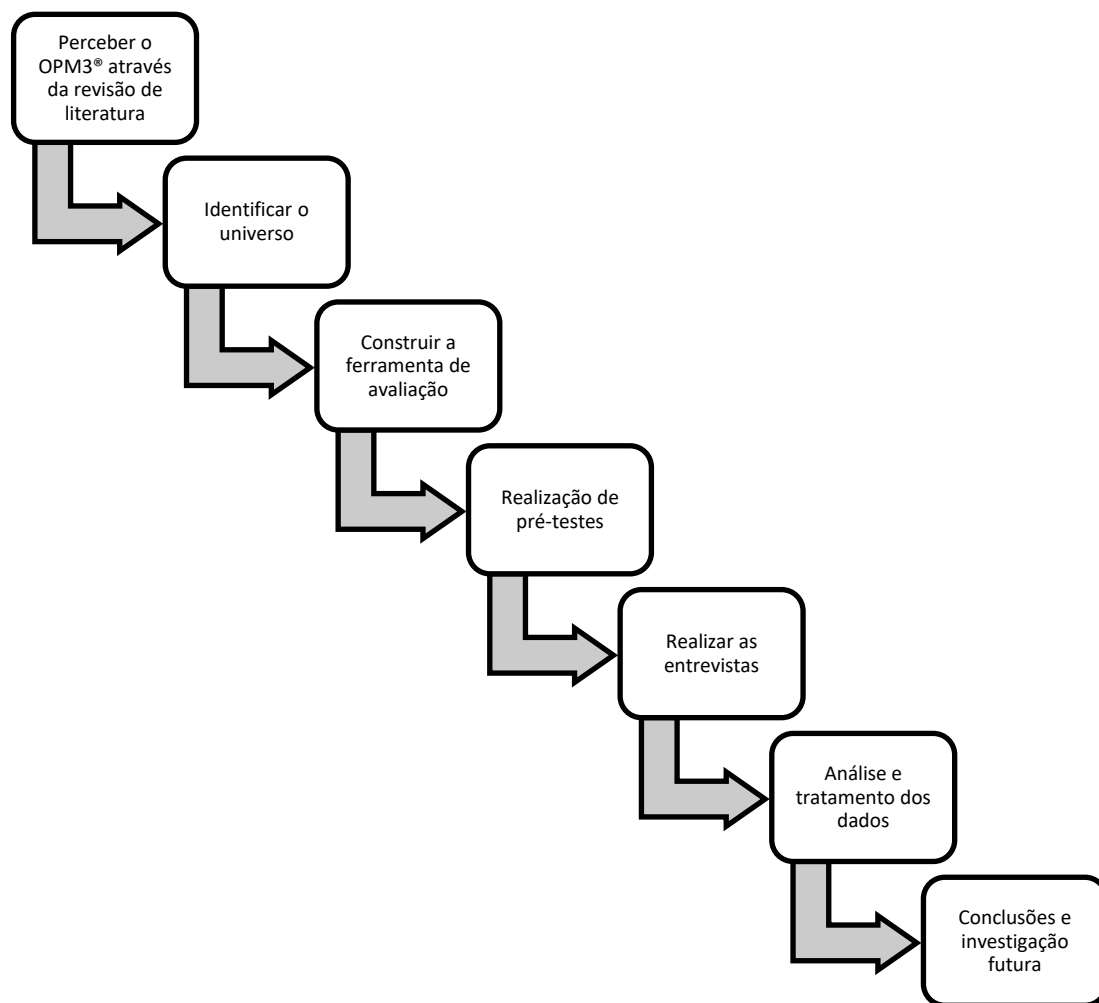 Perceber o
OPM3® através
da revisão de
literatura
Identificar o
universo
Construir a
ferramenta de
avaliação
Realização de
pré-testes
Realizar as
entrevistas
Análise e
tratamento dos
dados
Conclusões e
investigação
futura